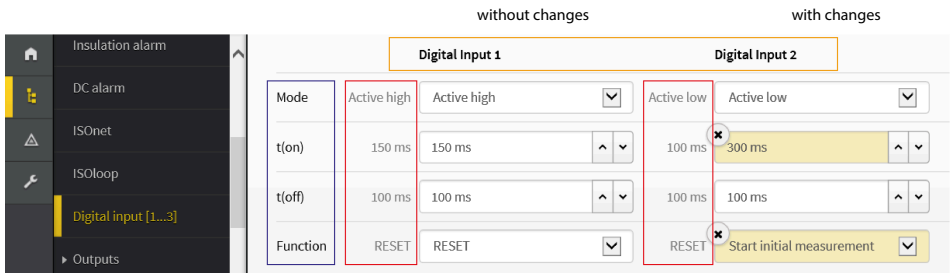 without changes with changes
Insulation alarm
Digital Input 1 Digital Input 2
DC alarm
Mode Active high Active high Active low Active low
ISOnet
t(on) 150 ms 150 ms 100 ms 300 ms
ISOloop
t(off) 100 ms 100 ms 100 ms 100 ms
Digital input [1...3]
Function RESET RESET RESET Start initial measurement
Outputs